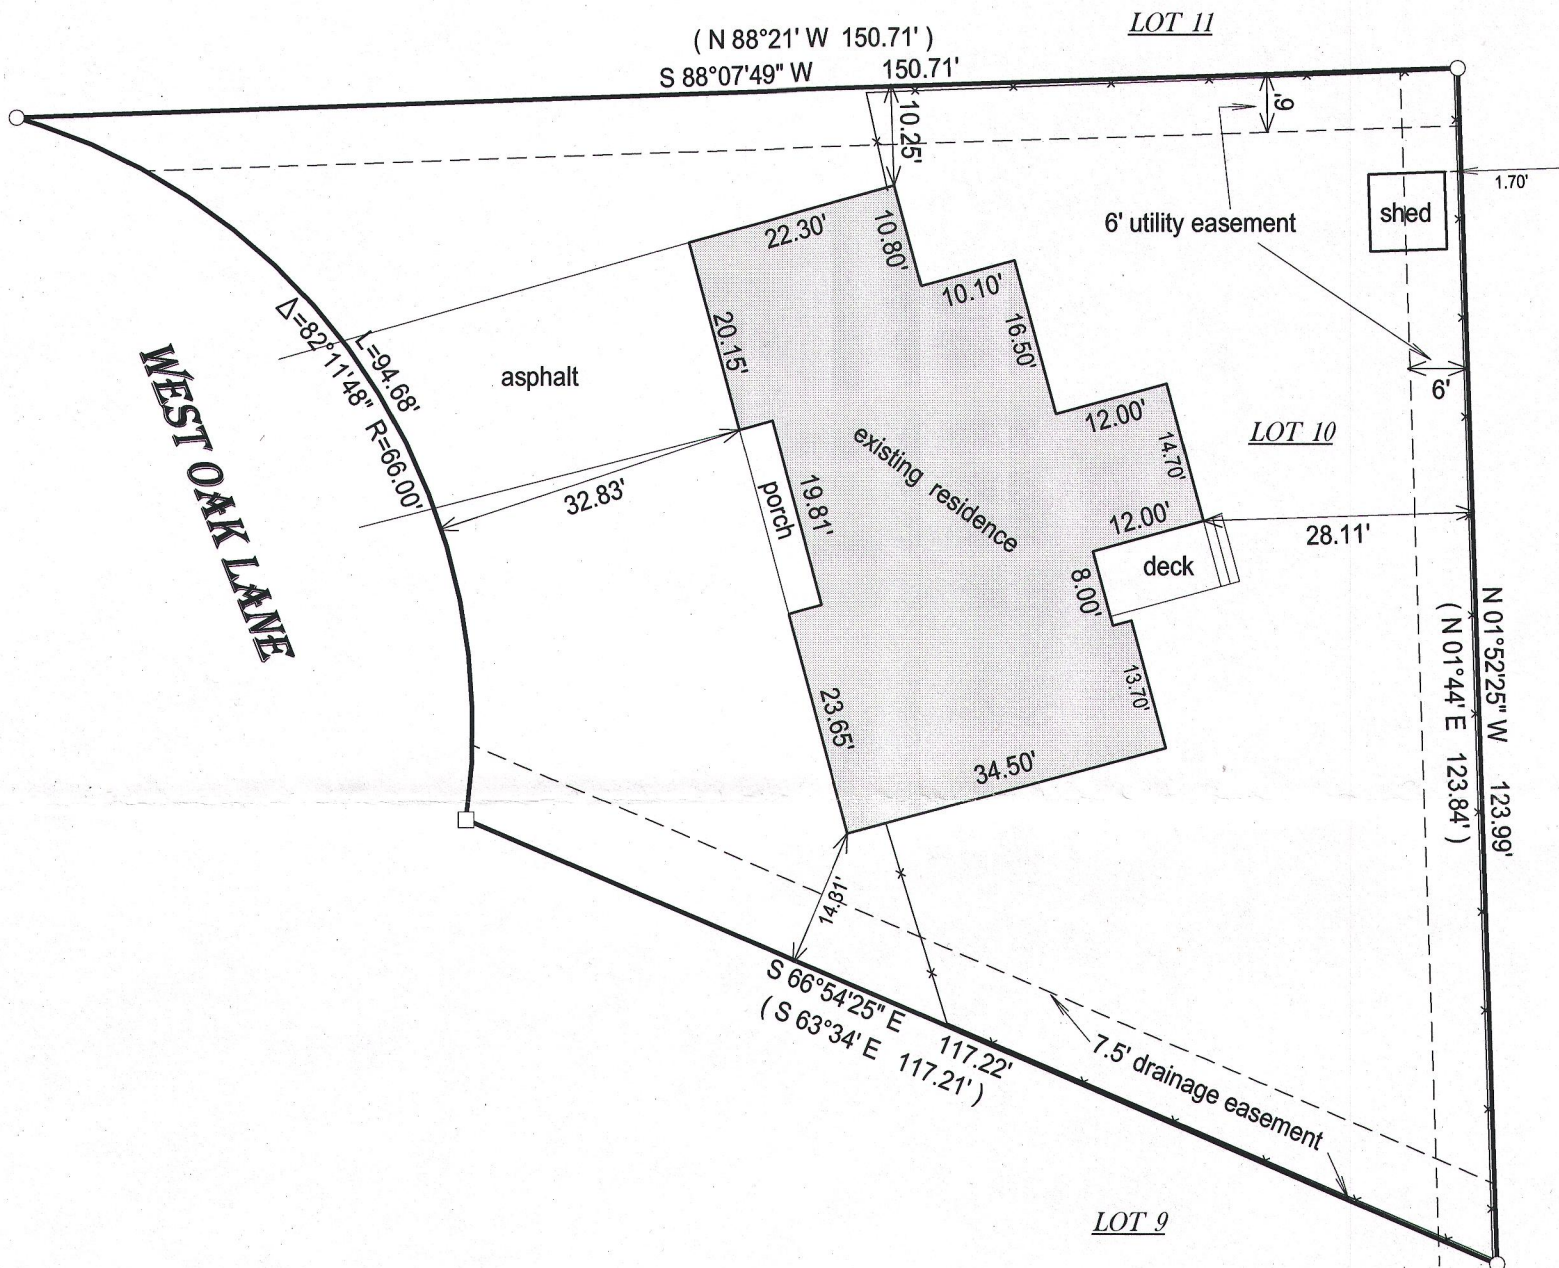 LOT 11
( N 88°21' W 150.71' )
S 88°07'49" W 150.71'
10.25'
6'
1.70'
shed
6' utility easement
22.30'
10.80'
10.10'
16.50'
20.15'
asphalt
Δ=82°11'48" R=66.00'
L=94.68'
WEST OAK LANE
6'
12.00'
LOT 10
14.70'
existing residence
porch
19.81'
32.83'
12.00'
28.11'
deck
8.00'
N 01°52'25" W 123.99'
( N 01°44' E 123.84' )
13.70'
23.65'
34.50'
14.81'
S 66°54'25" E 117.22'
( S 63°34' E 117.21' )
7.5' drainage easement
LOT 9